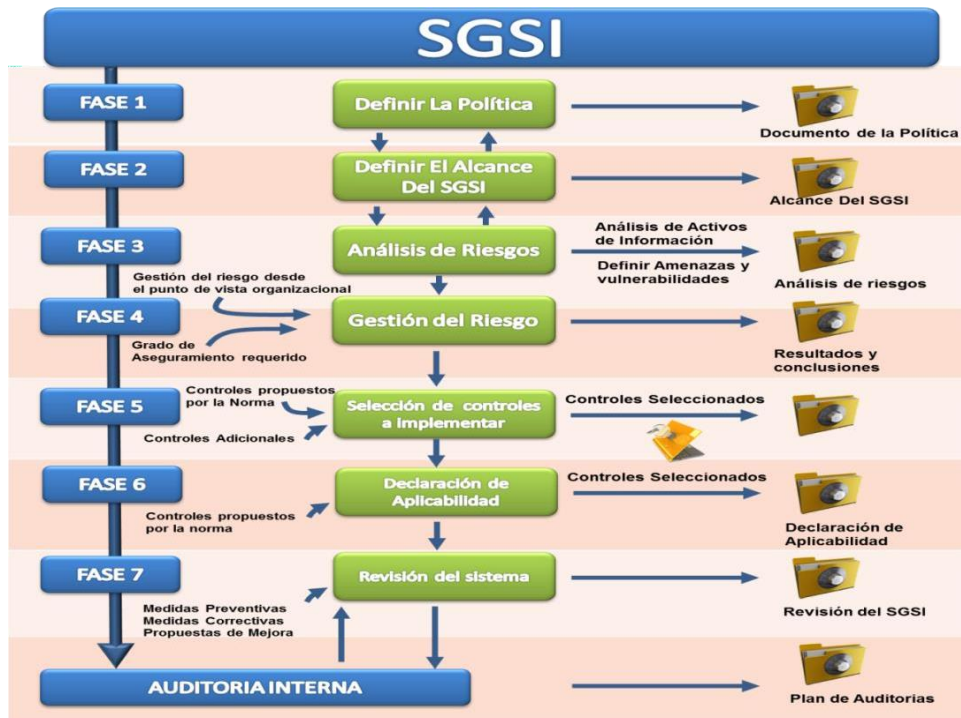 SGSI
FASE 1
Definir La Política
Documento de la Política
FASE 2
Definir El Alcance
Del SGSI
Alcance Del SGSI
FASE 3
Análisis de Riesgos
Análisis de Activos
de Información
Definir Amenazas y
vulnerabilidades
Análisis de riesgos
Gestión del riesgo desde
el punto de vista organizacional
FASE 4
Gestión del Riesgo
Grado de
Aseguramiento requerido
Resultados y
conclusiones
FASE 5
Controles propuestos
por la Norma
Controles Adicionales
Selección de controles
a Implementar
Controles Seleccionados
FASE 6
Declaración de
Aplicabilidad
Controles Seleccionados
Controles propuestos
por la norma
Declaración de
Aplicabilidad
FASE 7
Revisión del sistema
Medidas Preventivas
Medidas Correctivas
Propuestas de Mejora
Revisión del SGSI
AUDITORIA INTERNA
Plan de Auditorias